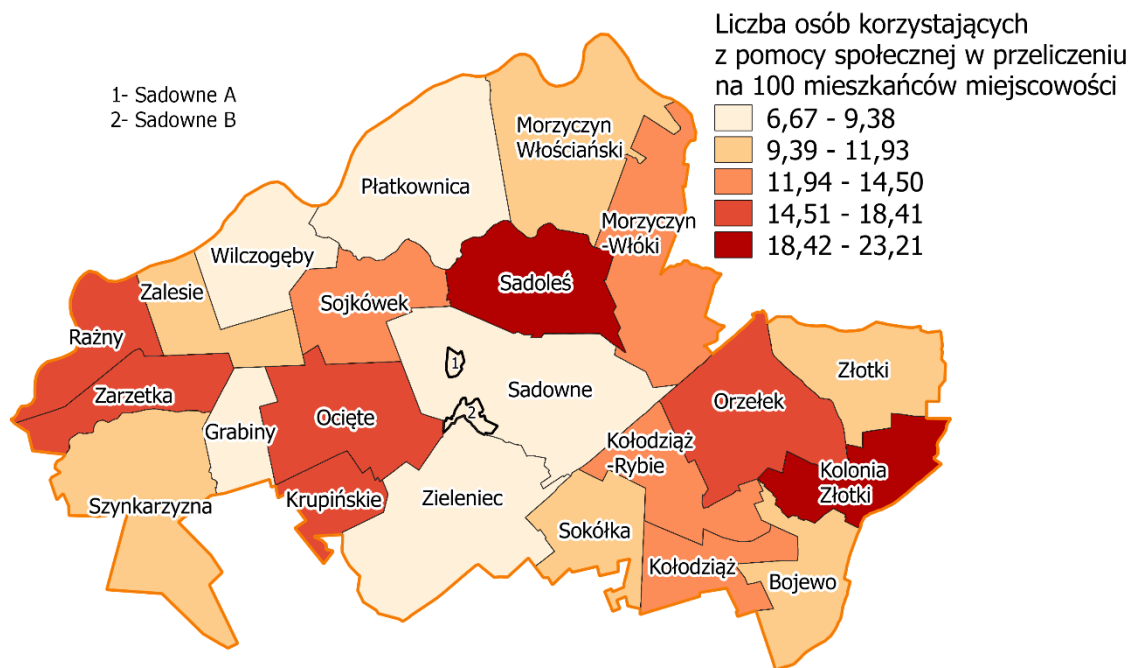 Liczba osób korzystających
z pomocy społecznej w przeliczeniu
na 100 mieszkańców miejscowości
6,67 - 9,38
9,39 - 11,93
11,94 - 14,50
14,51 - 18,41
18,42 - 23,21
1- Sadowne A
2- Sadowne B
Morzyczyn
Włościański
Płatkownica
Morzyczyn
-Włóki
Wilczogęby
Sadoleś
Zalesie
Sojkówek
Rażny
1
Złotki
Zarzetka
Sadowne
Orzełek
2
Ocięte
Grabiny
Kołodziąż
-Rybie
Kolonia
Złotki
Krupińskie
Zieleniec
Szynkarzyzna
Sokółka
Kołodziąż
Bojewo